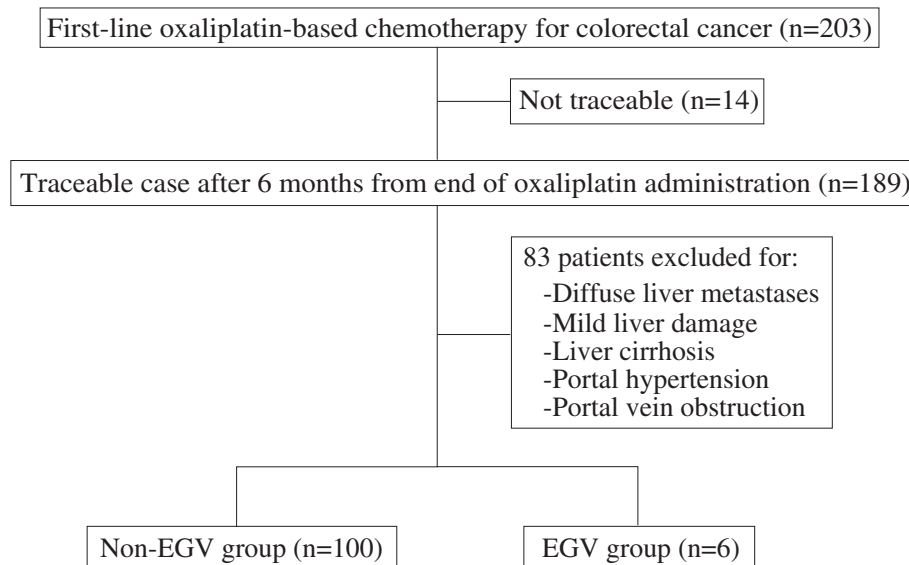 First-line oxaliplatin-based chemotherapy for colorectal cancer (n=203)
Not traceable (n=14)
Traceable case after 6 months from end of oxaliplatin administration (n=189)
83 patients excluded for:
-Diffuse liver metastases
-Mild liver damage
-Liver cirrhosis
-Portal hypertension
-Portal vein obstruction
Non-EGV group (n=100)
EGV group (n=6)